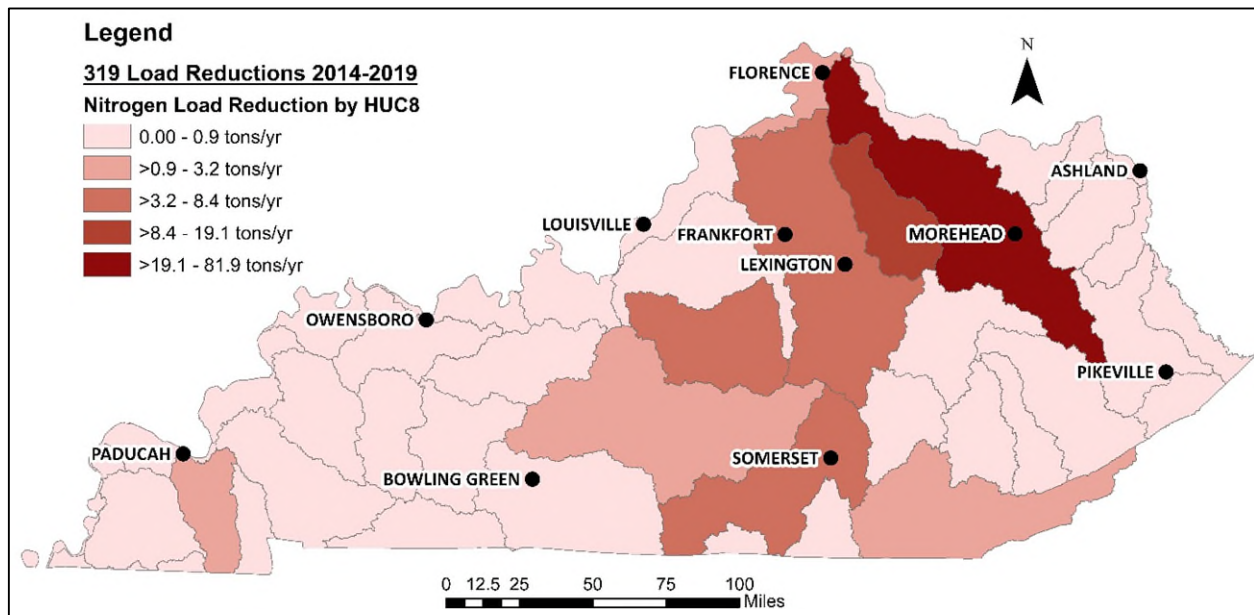 Legend
319 Load Reductions 2014-2019
Nitrogen Load Reduction by HUC8
0.00 - 0.9 tons/yr
>0.9 - 3.2 tons/yr
>3.2 - 8.4 tons/yr
>8.4 - 19.1 tons/yr
>19.1 - 81.9 tons/yr
N
FLORENCE
ASHLAND
LOUISVILLE
FRANKFORT
MOREHEAD
LEXINGTON
OWENSBORO
PIKEVILLE
PADUCAH
SOMERSET
BOWLING GREEN
0 12.5 25 50 75 100
Miles